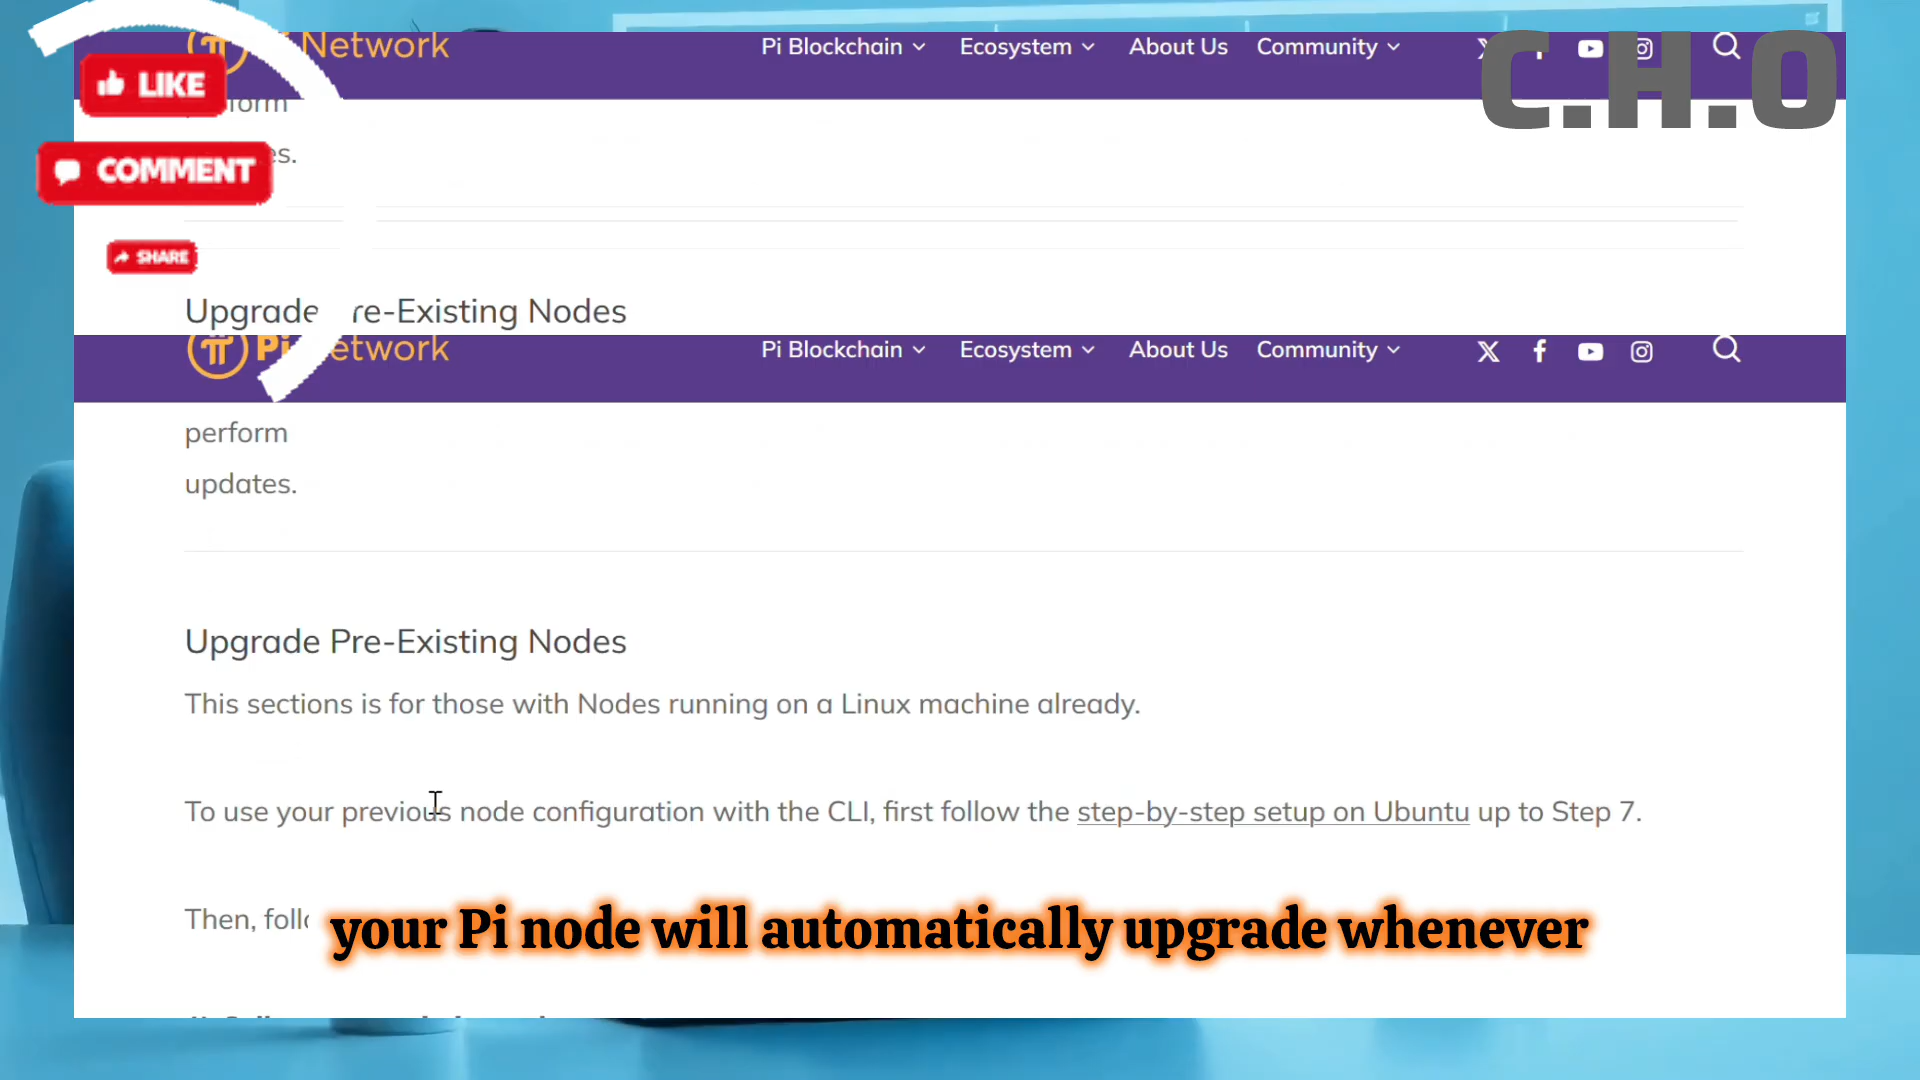 Network
Pi Blockchain
Ecosystem
About Us
Community
C.H.O
LIKE
COMMENT
SHARE
Upgrade re-Existing Nodes
Pi etwork
Pi Blockchain
Ecosystem
About Us
Community
perform
updates.
Upgrade Pre-Existing Nodes
This sections is for those with Nodes running on a Linux machine already.
To use your previous node configuration with the CLI, first follow the step-by-step setup on Ubuntu up to Step 7.
Then,
your Pi node will automatically upgrade whenever